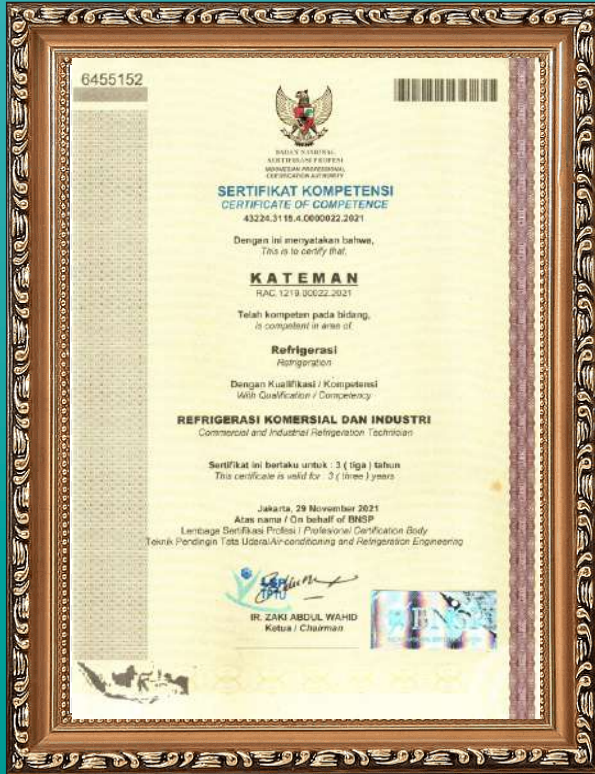 6455152
BADAN NASIONAL
SERTIFIKASI PROFESI
INDONESIAN PROFESSIONAL
CERTIFICATION AUTHORITY
SERTIFIKAT KOMPETENSI
CERTIFICATE OF COMPETENCE
43224.3115.4.0000022.2021
Dengan ini menyatakan bahwa,
This is to certify that,
KATEMAN
RAC.1219.00022.2021
Telah kompeten pada bidang,
is competent in area of,
Refrigerasi
Refrigeration
Dengan Kualifikasi / Kompetensi
With Qualification / Competency
REFRIGERASI KOMERSIAL DAN INDUSTRI
Commercial and Industrial Refrigeration Technician
Sertifikat ini berlaku untuk : 3 ( tiga ) tahun
This certificate is valid for : 3 ( three ) years
Jakarta, 29 November 2021
Atas nama / On behalf of BNSP
Lembaga Sertifikasi Profesi / Profesional Certification Body
Teknik Pendingin Tata Udara/Air-conditioning and Refrigeration Engineering
IR. ZAKI ABDUL WAHID
Ketua / Chairman
BNSP